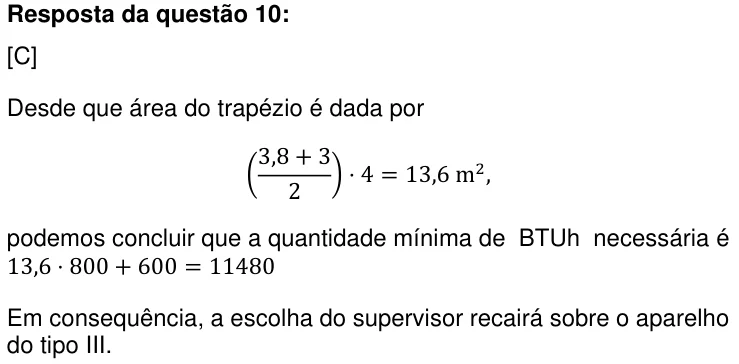 Resposta da questão 10:
[C]
Desde que área do trapézio é dada por
(3,8 + 3 / 2) · 4 = 13,6 m²,
podemos concluir que a quantidade mínima de BTUh necessária é
13,6 · 800 + 600 = 11480
Em consequência, a escolha do supervisor recairá sobre o aparelho
do tipo III.